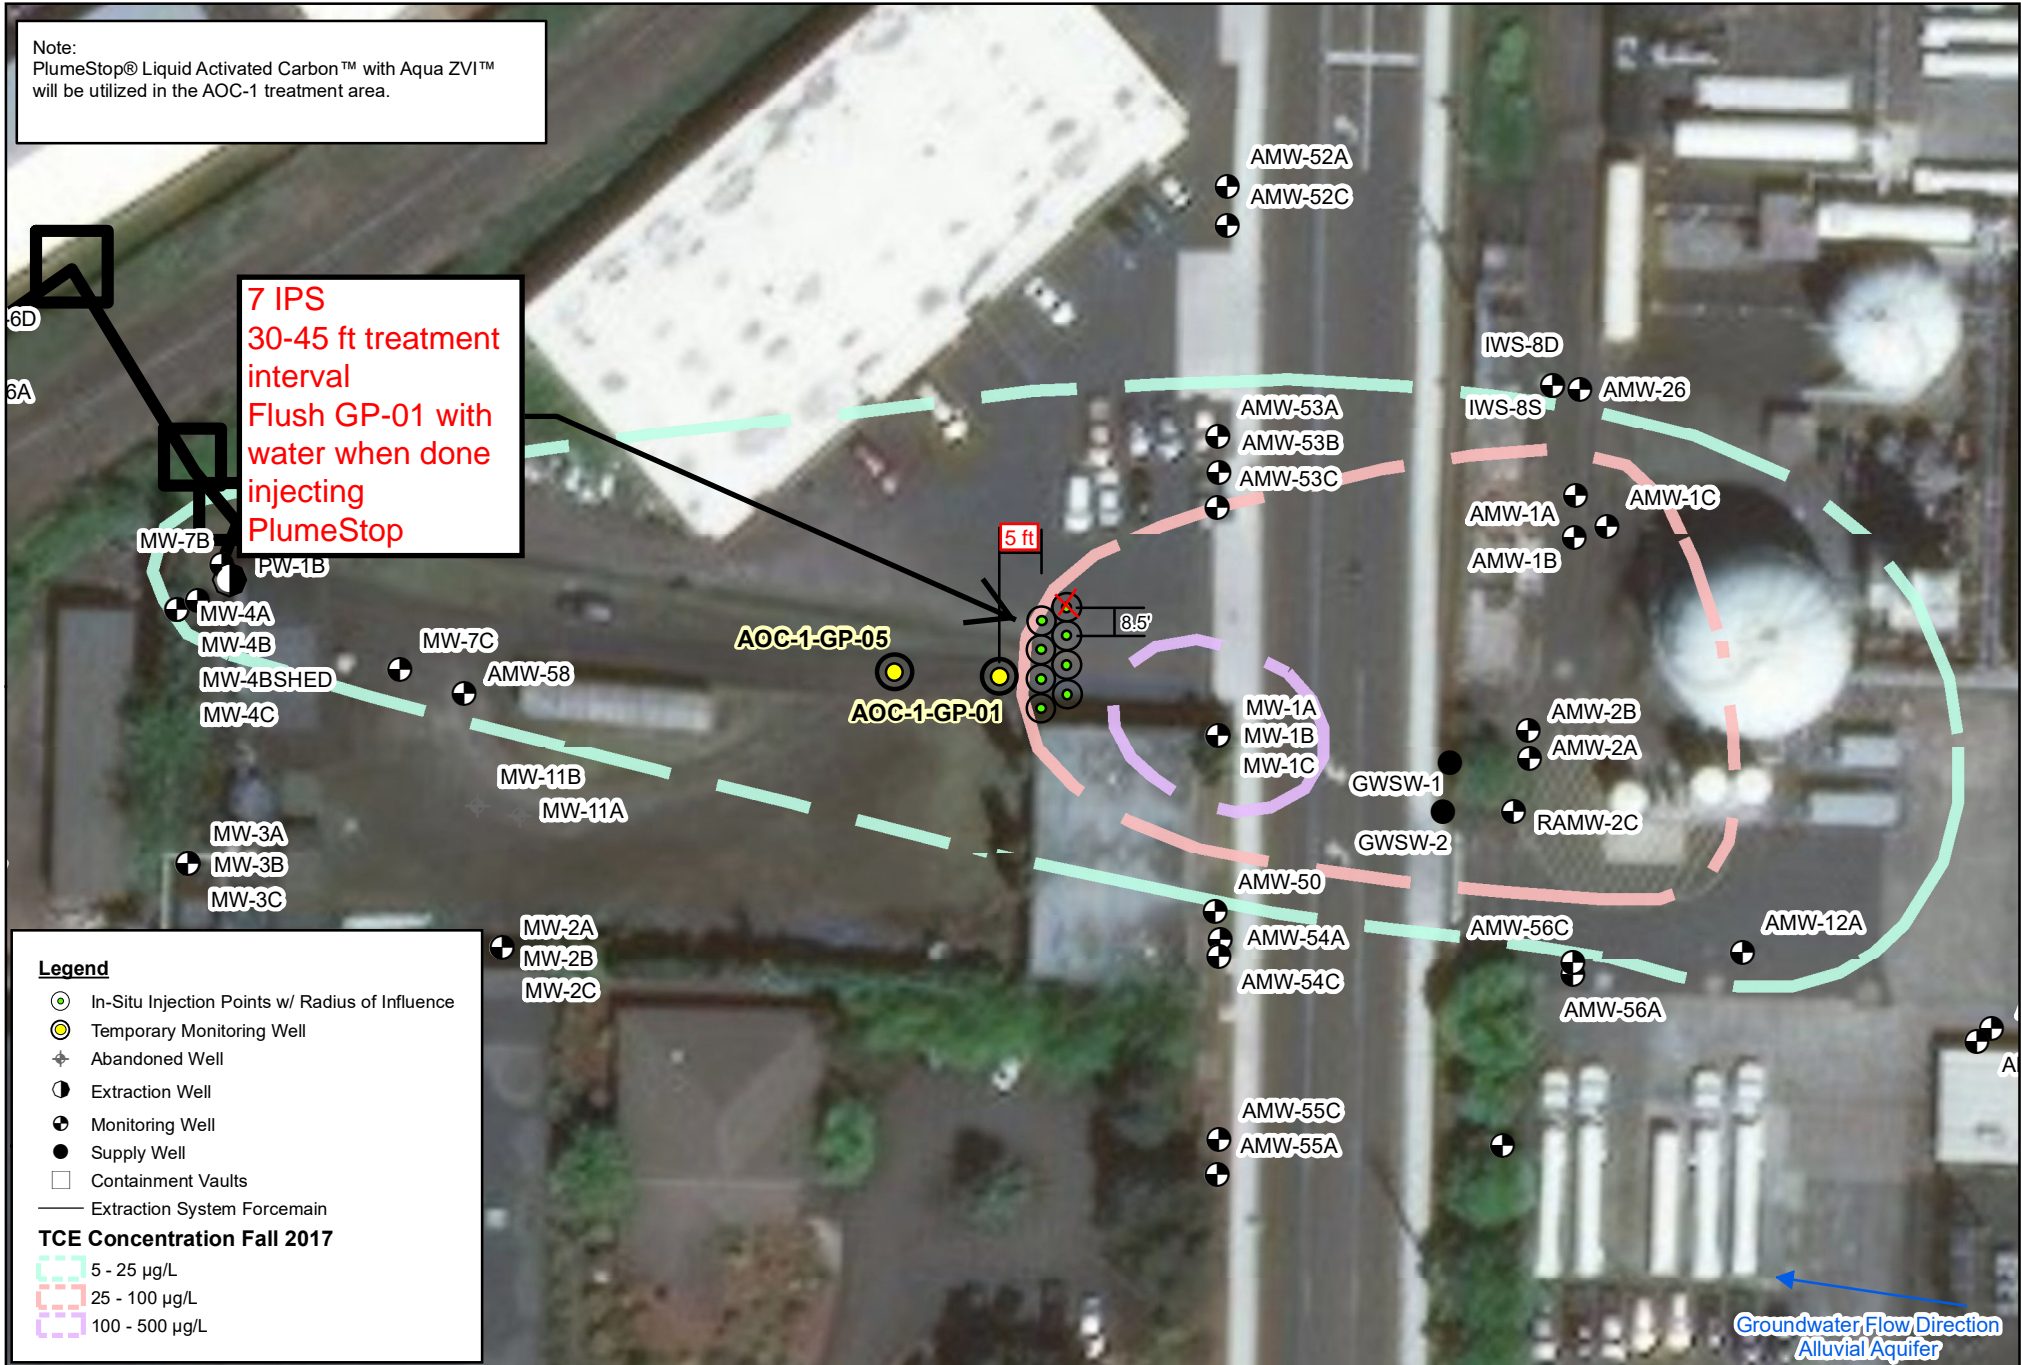 Note:
PlumeStop® Liquid Activated Carbon™ with Aqua ZVI™
will be utilized in the AOC-1 treatment area.
AMW-52A
AMW-52C
-6D
6A
7 IPS
30-45 ft treatment
interval
Flush GP-01 with
water when done
injecting
PlumeStop
IWS-8D
AMW-26
IWS-8S
AMW-53A
AMW-53B
AMW-53C
AMW-1C
AMW-1A
AMW-1B
5 ft
8.5'
MW-7B
PW-1B
MW-4A
MW-4B
MW-4BSHED
MW-4C
MW-7C
AMW-58
AOC-1-GP-05
AOC-1-GP-01
MW-1A
MW-1B
MW-1C
AMW-2B
AMW-2A
GWSW-1
RAMW-2C
GWSW-2
MW-11B
MW-11A
MW-3A
MW-3B
MW-3C
MW-2A
MW-2B
MW-2C
AMW-50
AMW-54A
AMW-54C
AMW-56C
AMW-12A
AMW-56A
AMW-55C
AMW-55A
Legend
In-Situ Injection Points w/ Radius of Influence
Temporary Monitoring Well
Abandoned Well
Extraction Well
Monitoring Well
Supply Well
Containment Vaults
Extraction System Forcemain
TCE Concentration Fall 2017
5 - 25 µg/L
25 - 100 µg/L
100 - 500 µg/L
Groundwater Flow Direction
Alluvial Aquifer